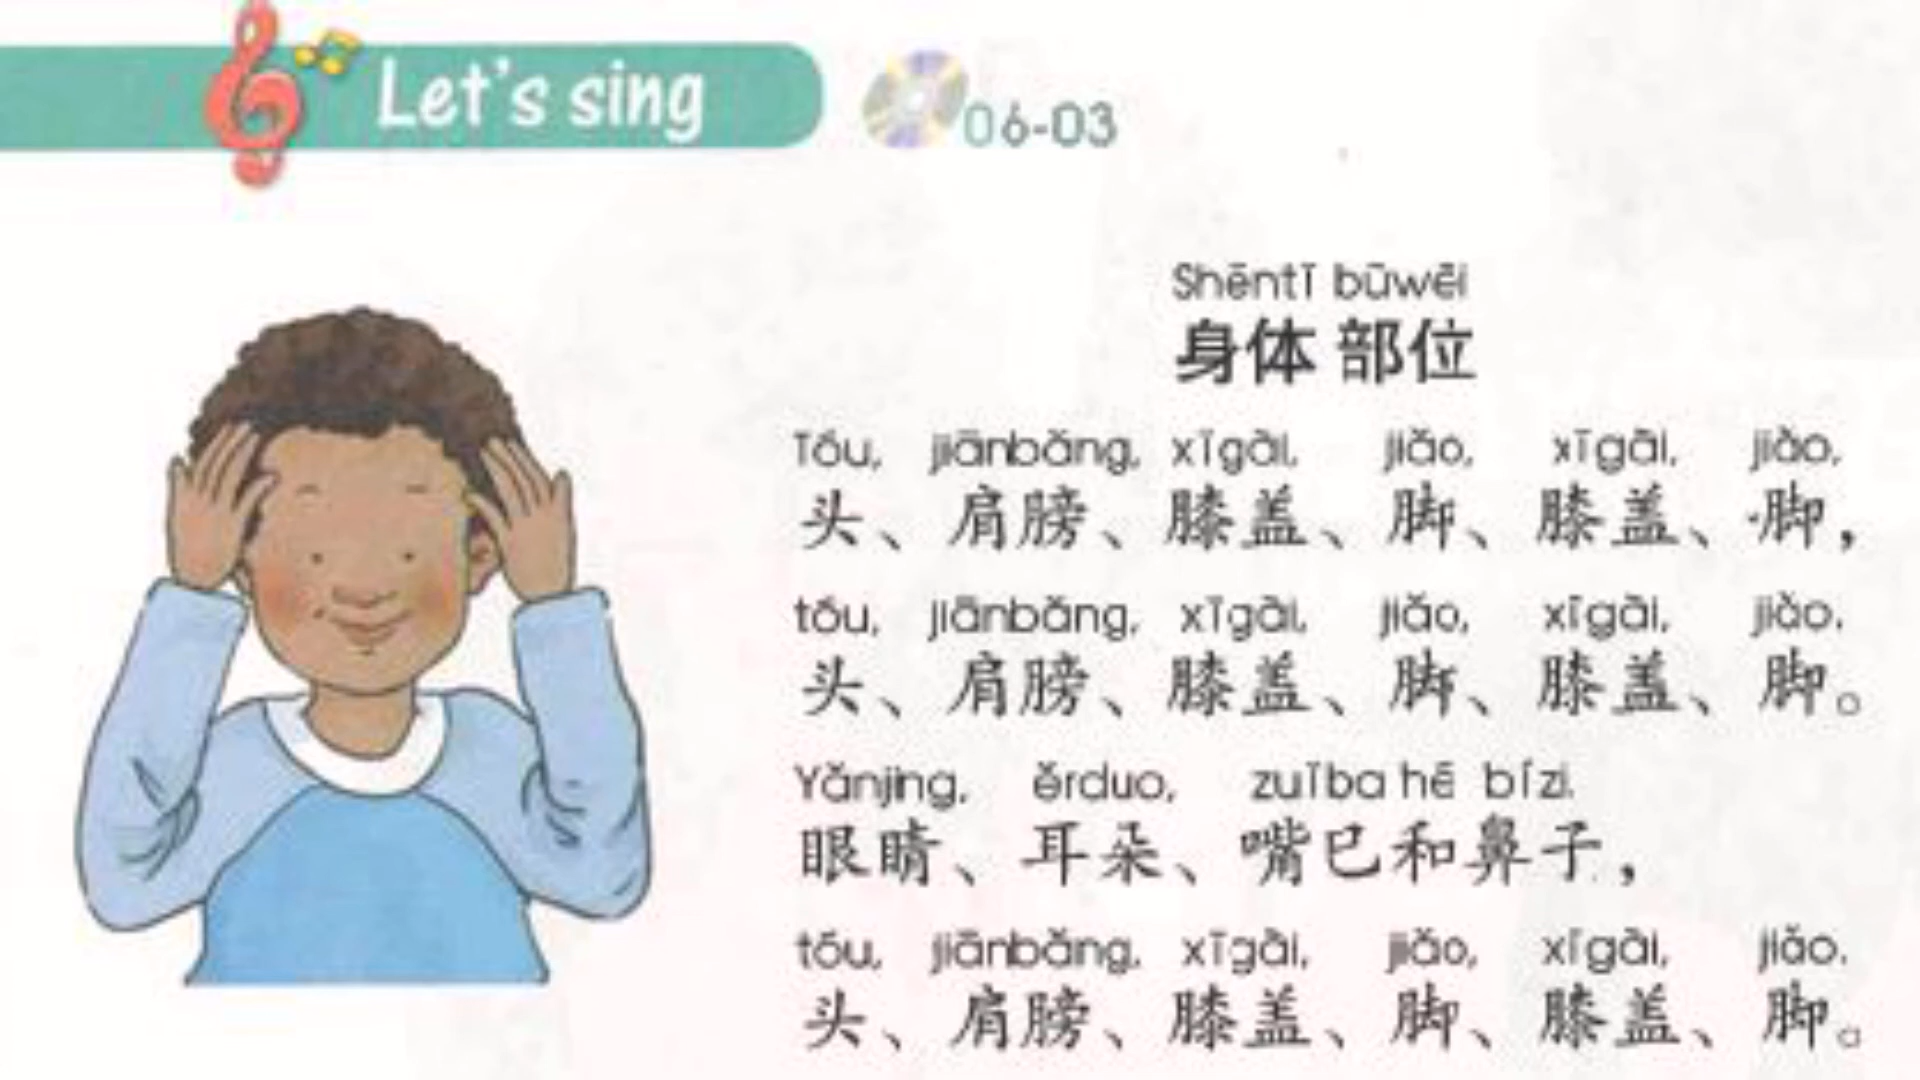 Let's sing
06-03
Shēntǐ bùwèi
身体 部位
Tóu, jiānbǎng, xīgài, jiǎo, xīgài, jiǎo,
头、肩膀、膝盖、脚、膝盖、脚，
tóu, jiānbǎng, xīgài, jiǎo, xīgài, jiǎo.
头、肩膀、膝盖、脚、膝盖、脚。
Yǎnjing, ěrduo, zuǐba hé bízi,
眼睛、耳朵、嘴巴和鼻子，
tóu, jiānbǎng, xīgài, jiǎo, xīgài, jiǎo.
头、肩膀、膝盖、脚、膝盖、脚。